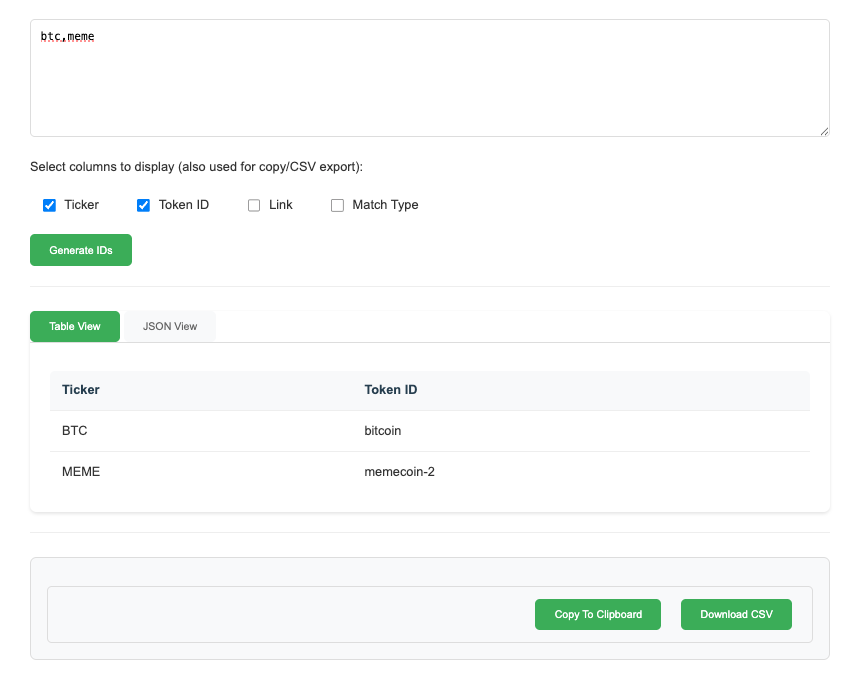 btc,meme
Select columns to display (also used for copy/CSV export):
Ticker Token ID Link Match Type
Generate IDs
Table View JSON View
Ticker Token ID
BTC bitcoin
MEME memecoin-2
Copy To Clipboard Download CSV